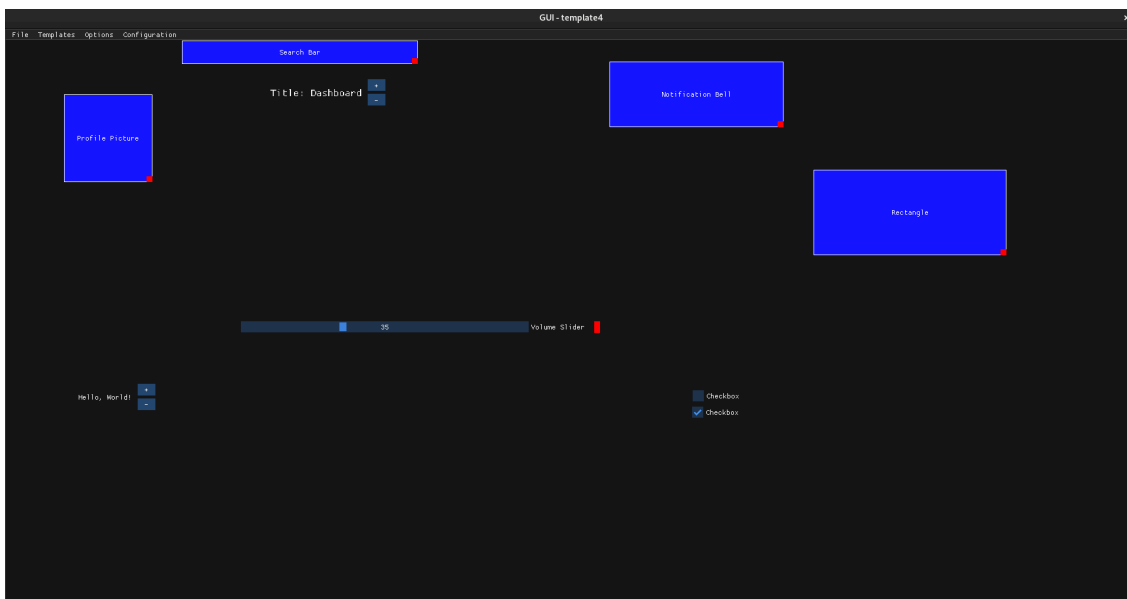 GUI - template4
File Templates Options Configuration
Search Bar
Title: Dashboard
+
-
Notification Bell
Profile Picture
Rectangle
35
Volume Slider
Hello, World!
+
-
Checkbox
Checkbox